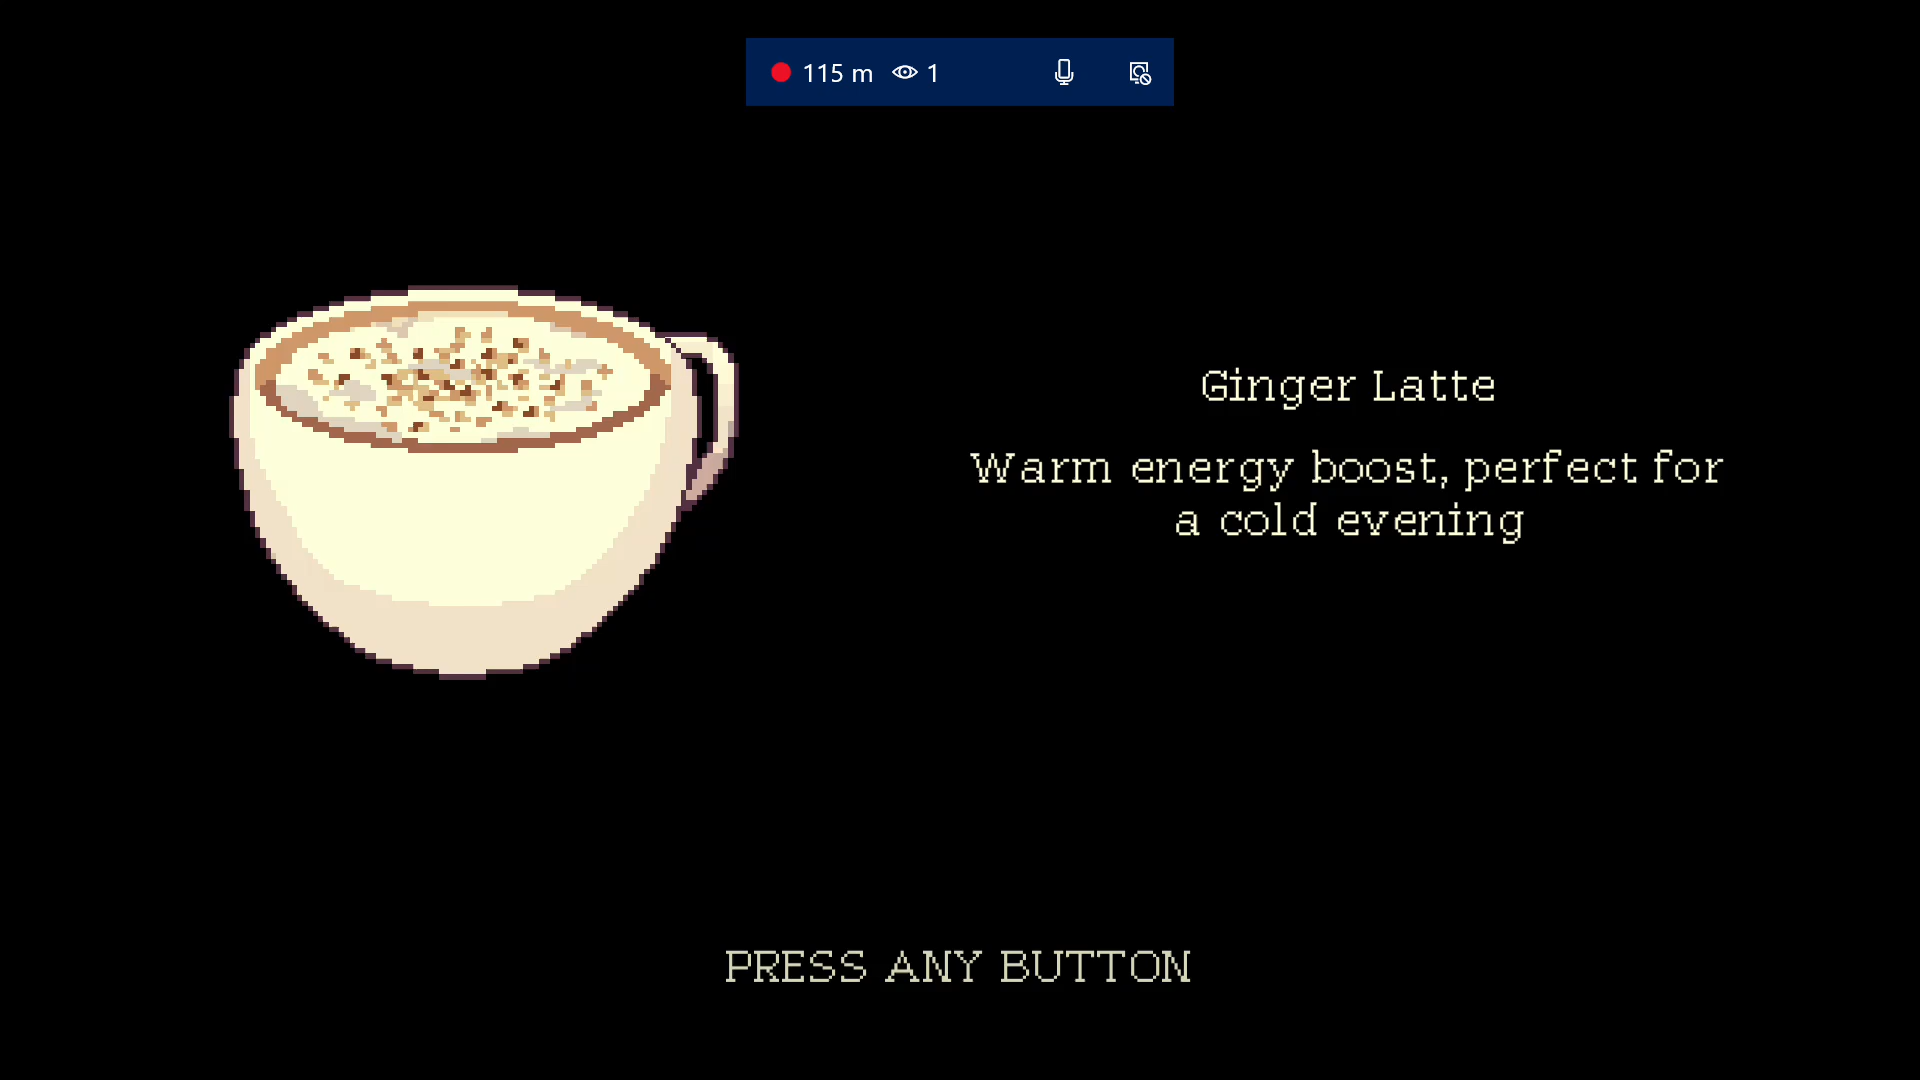 115 m 1
Ginger Latte
Warm energy boost, perfect for
a cold evening
PRESS ANY BUTTON